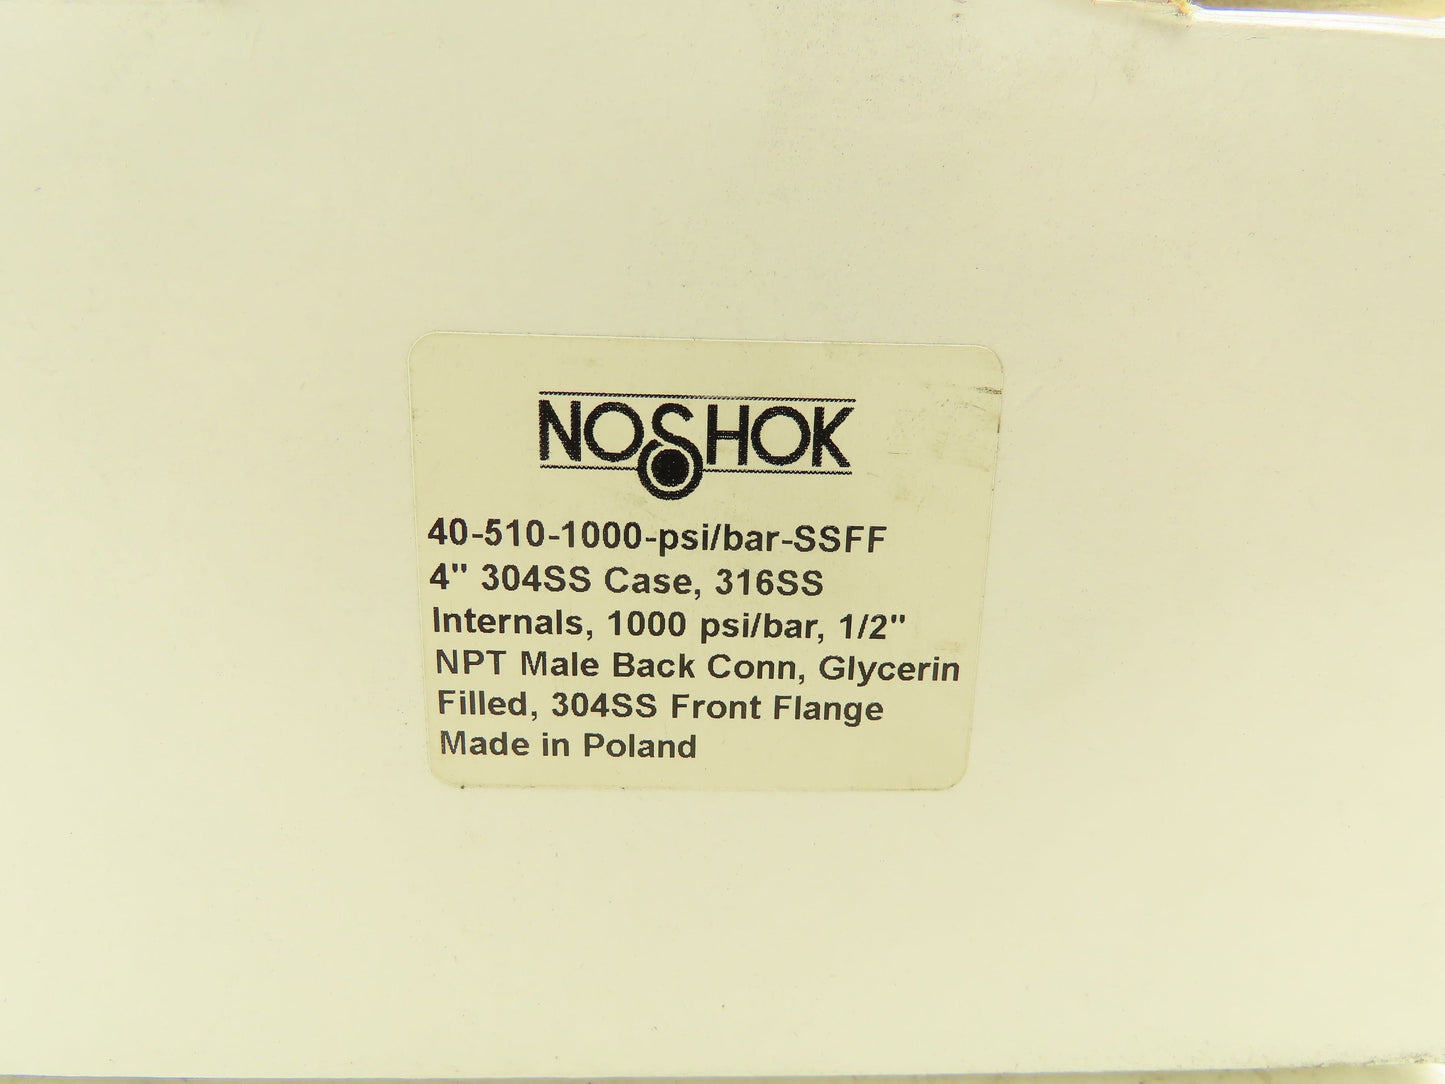 NOSHOK
40-510-1000-psi/bar-SSFF
4" 304SS Case, 316SS
Internals, 1000 psi/bar, 1/2"
NPT Male Back Conn, Glycerin
Filled, 304SS Front Flange
Made in Poland